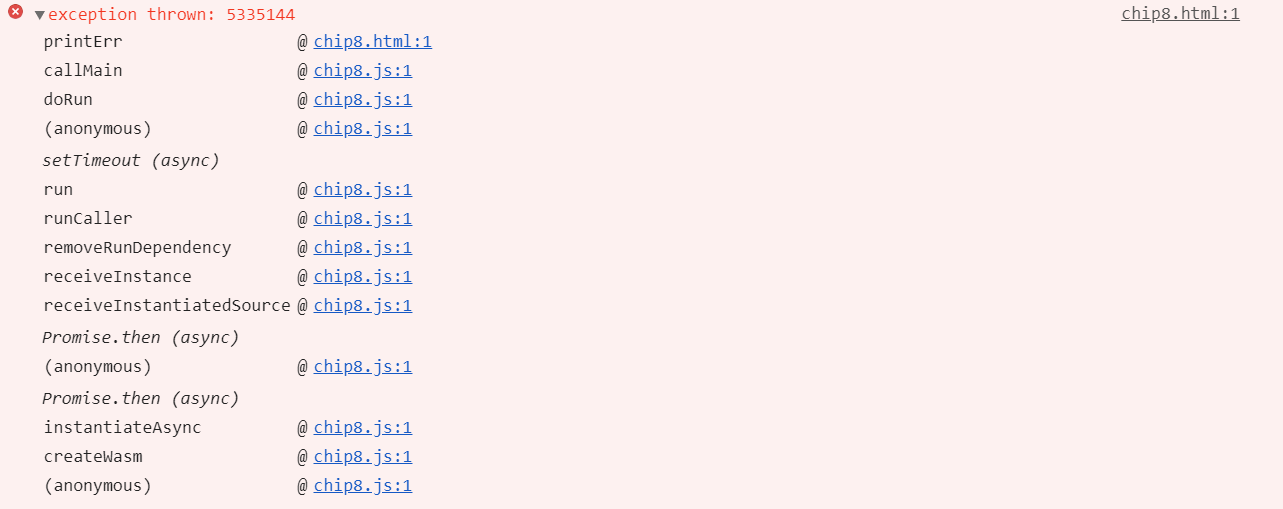 exception thrown: 5335144 chip8.html:1
printErr @ chip8.html:1
callMain @ chip8.js:1
doRun @ chip8.js:1
(anonymous) @ chip8.js:1
setTimeout (async)
run @ chip8.js:1
runCaller @ chip8.js:1
removeRunDependency @ chip8.js:1
receiveInstance @ chip8.js:1
receiveInstantiatedSource @ chip8.js:1
Promise.then (async)
(anonymous) @ chip8.js:1
Promise.then (async)
instantiateAsync @ chip8.js:1
createWasm @ chip8.js:1
(anonymous) @ chip8.js:1